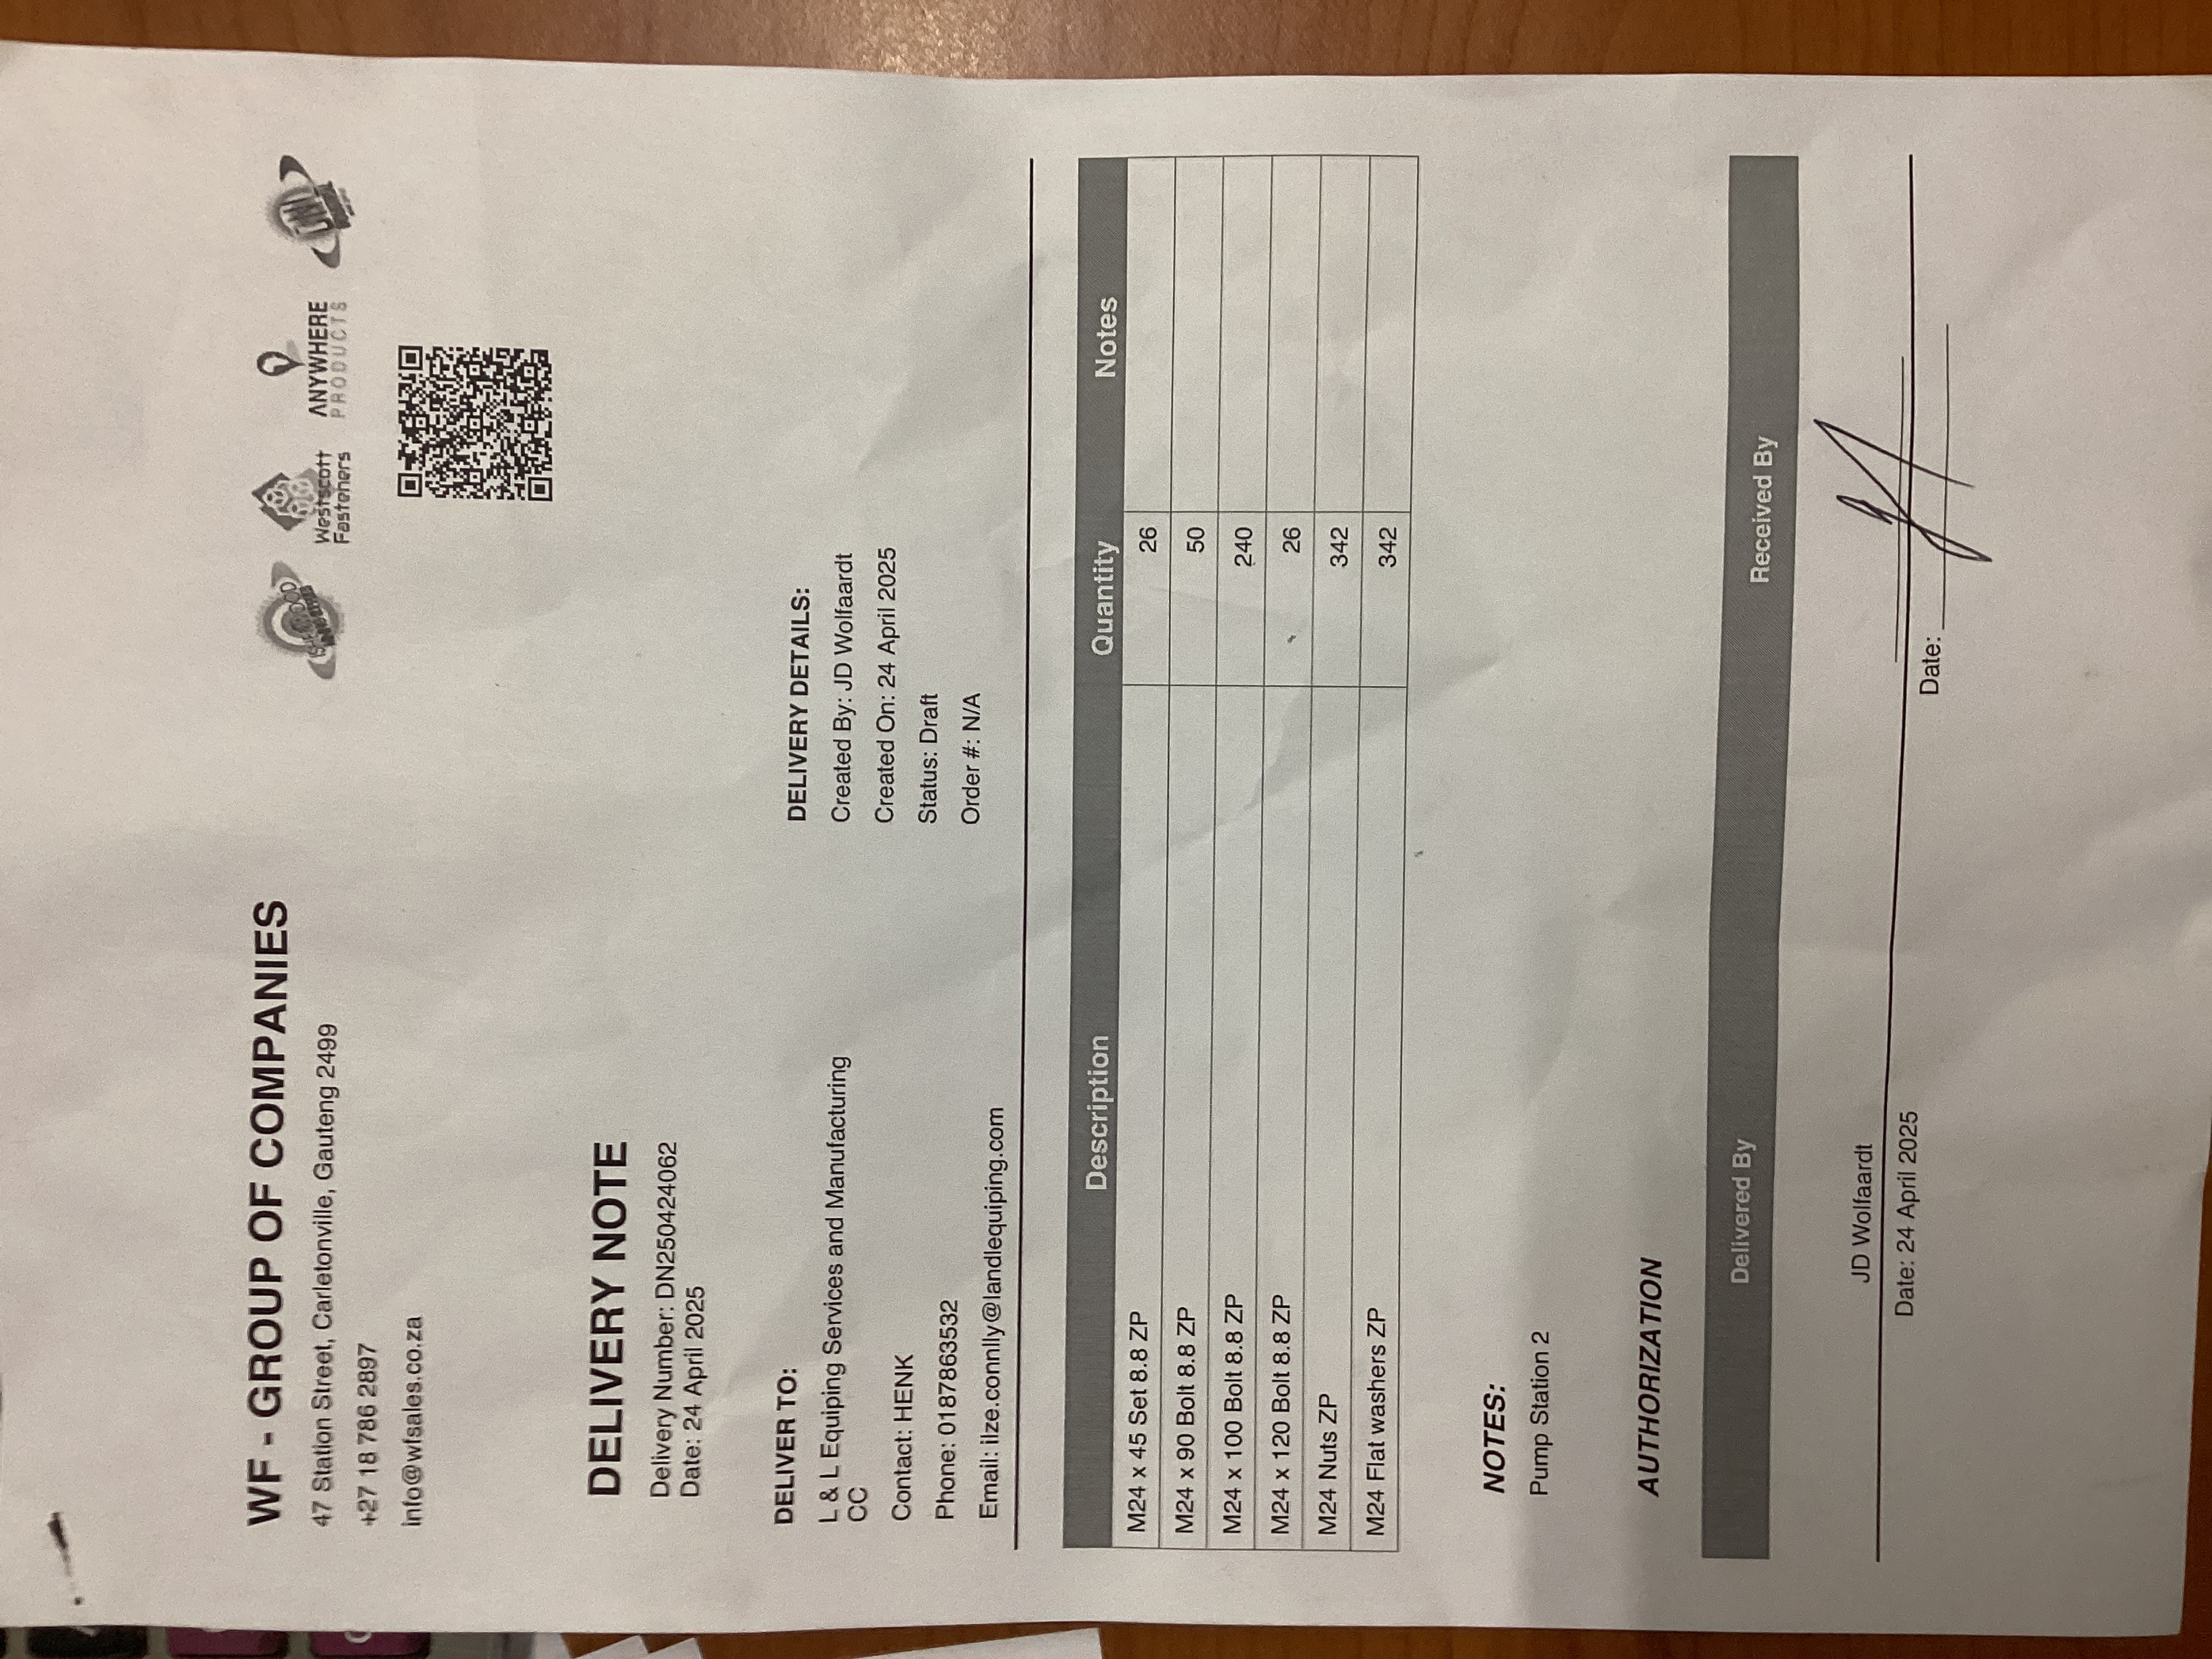 WF - GROUP OF COMPANIES
47 Station Street, Carletonville, Gauteng 2499
+27 18 786 2897
info@wfsales.co.za
Westscott
Fasteners
ANYWHERE
PRODUCTS
DELIVERY NOTE
Delivery Number: DN250424062
Date: 24 April 2025
DELIVER TO:
L & L Equiping Services and Manufacturing
CC
Contact: HENK
Phone: 0187863532
Email: ilze.connlly@landlequiping.com
DELIVERY DETAILS:
Created By: JD Wolfaardt
Created On: 24 April 2025
Status: Draft
Order #: N/A
Description Quantity Notes
M24 x 45 Set 8.8 ZP 26
M24 x 90 Bolt 8.8 ZP 50
M24 x 100 Bolt 8.8 ZP 240
M24 x 120 Bolt 8.8 ZP 26
M24 Nuts ZP 342
M24 Flat washers ZP 342
NOTES:
Pump Station 2
AUTHORIZATION
Delivered By Received By
JD Wolfaardt
Date: 24 April 2025
Date: